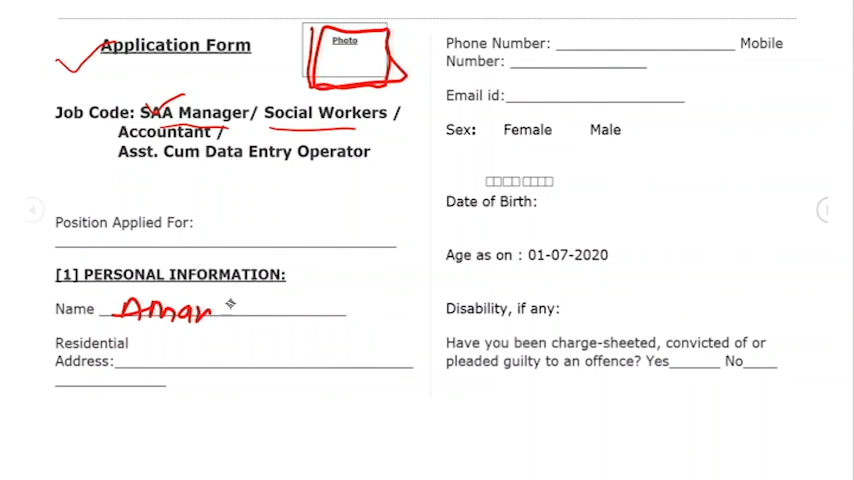 Application Form
Photo
Job Code: SAA Manager/ Social Workers /
Accountant /
Asst. Cum Data Entry Operator
Position Applied For:
[1] PERSONAL INFORMATION:
Name Amar
Residential
Address:
Phone Number: Mobile
Number:
Email id:
Sex: Female Male
Date of Birth:
Age as on : 01-07-2020
Disability, if any:
Have you been charge-sheeted, convicted of or
pleaded guilty to an offence? Yes No